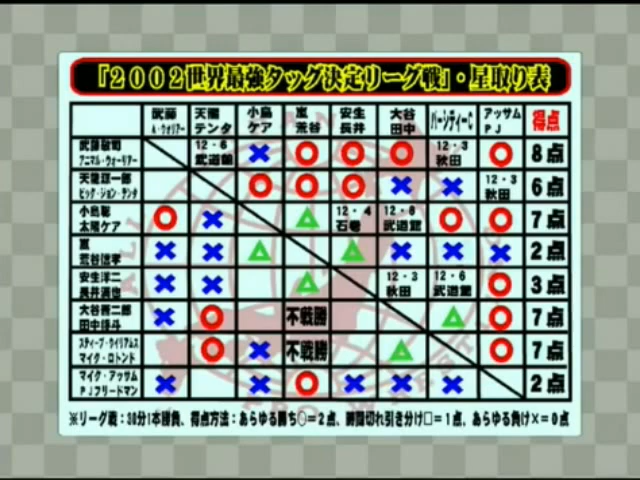 『2002世界最強タッグ決定リーグ戦』・星取り表
武藤 A・ウォリアー 天龍 テンタ 小島 ケア 嵐 荒谷 安生 長井 大谷 田中 バーシティーC アッサム PJ 得点
武藤敬司 アニマル・ウォーリアー 12・6 武道館 × ○ ○ ○ 12・3 秋田 ○ 8点
天龍源一郎 ビッグ・ジョン・テンタ ○ ○ ○ × × 12・3 秋田 6点
小島聡 太陽ケア ○ × △ 12・4 石巻 12・6 武道館 ○ ○ 7点
嵐 荒谷信孝 × × △ △ × × × 2点
安生洋二 長井満也 × × △ 12・3 秋田 12・6 武道館 ○ 3点
大谷晋二郎 田中将斗 × ○ 不戦勝 △ ○ 7点
スティーブ・ウイリアムス マイク・ロトンド ○ × 不戦勝 △ ○ 7点
マイク・アッサム PJフリードマン × × ○ × × × 2点
※リーグ戦：30分1本勝負、得点方法：あらゆる勝ち○＝2点、時間切れ引き分け□＝1点、あらゆる負け×＝0点